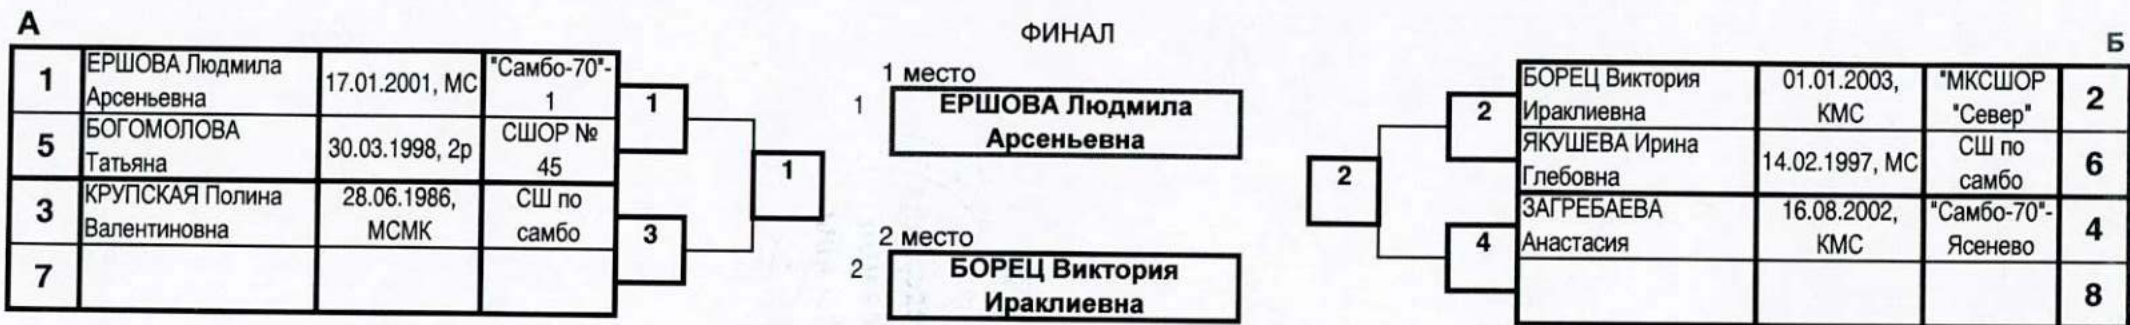 А
1
ЕРШОВА Людмила
Арсеньевна
17.01.2001, МС
"Самбо-70"-
1
5
БОГОМОЛОВА
Татьяна
30.03.1998, 2р
СШОР №
45
3
КРУПСКАЯ Полина
Валентиновна
28.06.1986,
МСМК
СШ по
самбо
7
1
3
1
ФИНАЛ
1 место
1
ЕРШОВА Людмила
Арсеньевна
2 место
2
БОРЕЦ Виктория
Ираклиевна
2
2
4
Б
БОРЕЦ Виктория
Ираклиевна
01.01.2003,
КМС
"МКСШОР
"Север"
2
ЯКУШЕВА Ирина
Глебовна
14.02.1997, МС
СШ по
самбо
6
ЗАГРЕБАЕВА
Анастасия
16.08.2002,
КМС
"Самбо-70"-
Ясенево
4
8